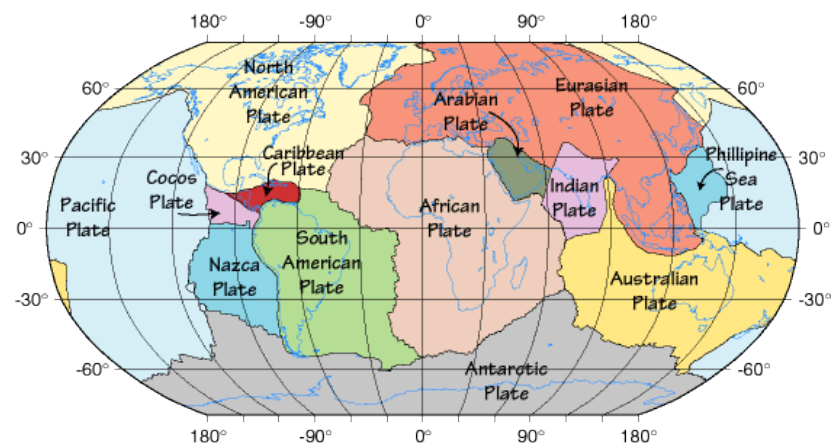 180° -90° 0° 90° 180°
60°
60°
30°
30°
0°
0°
-30°
-30°
-60°
-60°
North
American
Plate
Eurasian
Plate
Arabian
Plate
Caribbean
Plate
Cocos
Plate
Phillipine
Sea
Plate
Pacific
Plate
African
Plate
Indian
Plate
South
American
Plate
Nazca
Plate
Australian
Plate
Antarctic
Plate
180° -90° 0° 90° 180°